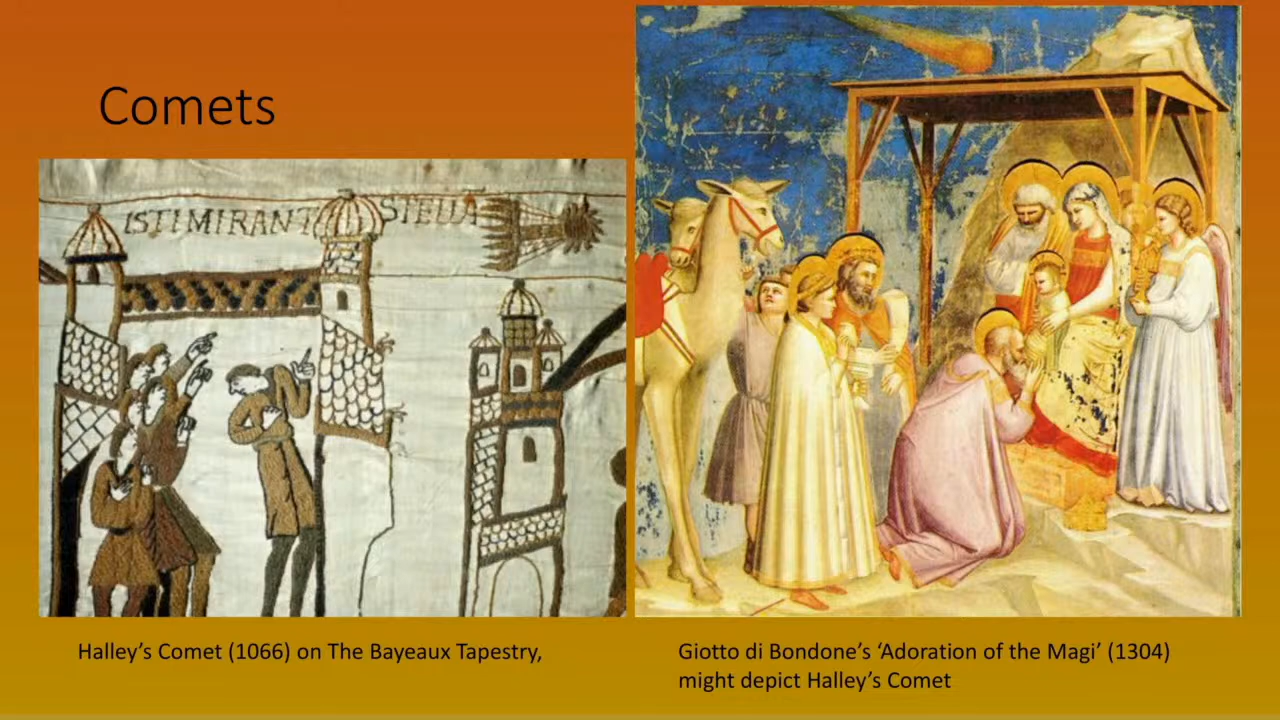 Comets
ISTI MIRANT STELLA
Halley’s Comet (1066) on The Bayeaux Tapestry,
Giotto di Bondone’s ‘Adoration of the Magi’ (1304)
might depict Halley’s Comet